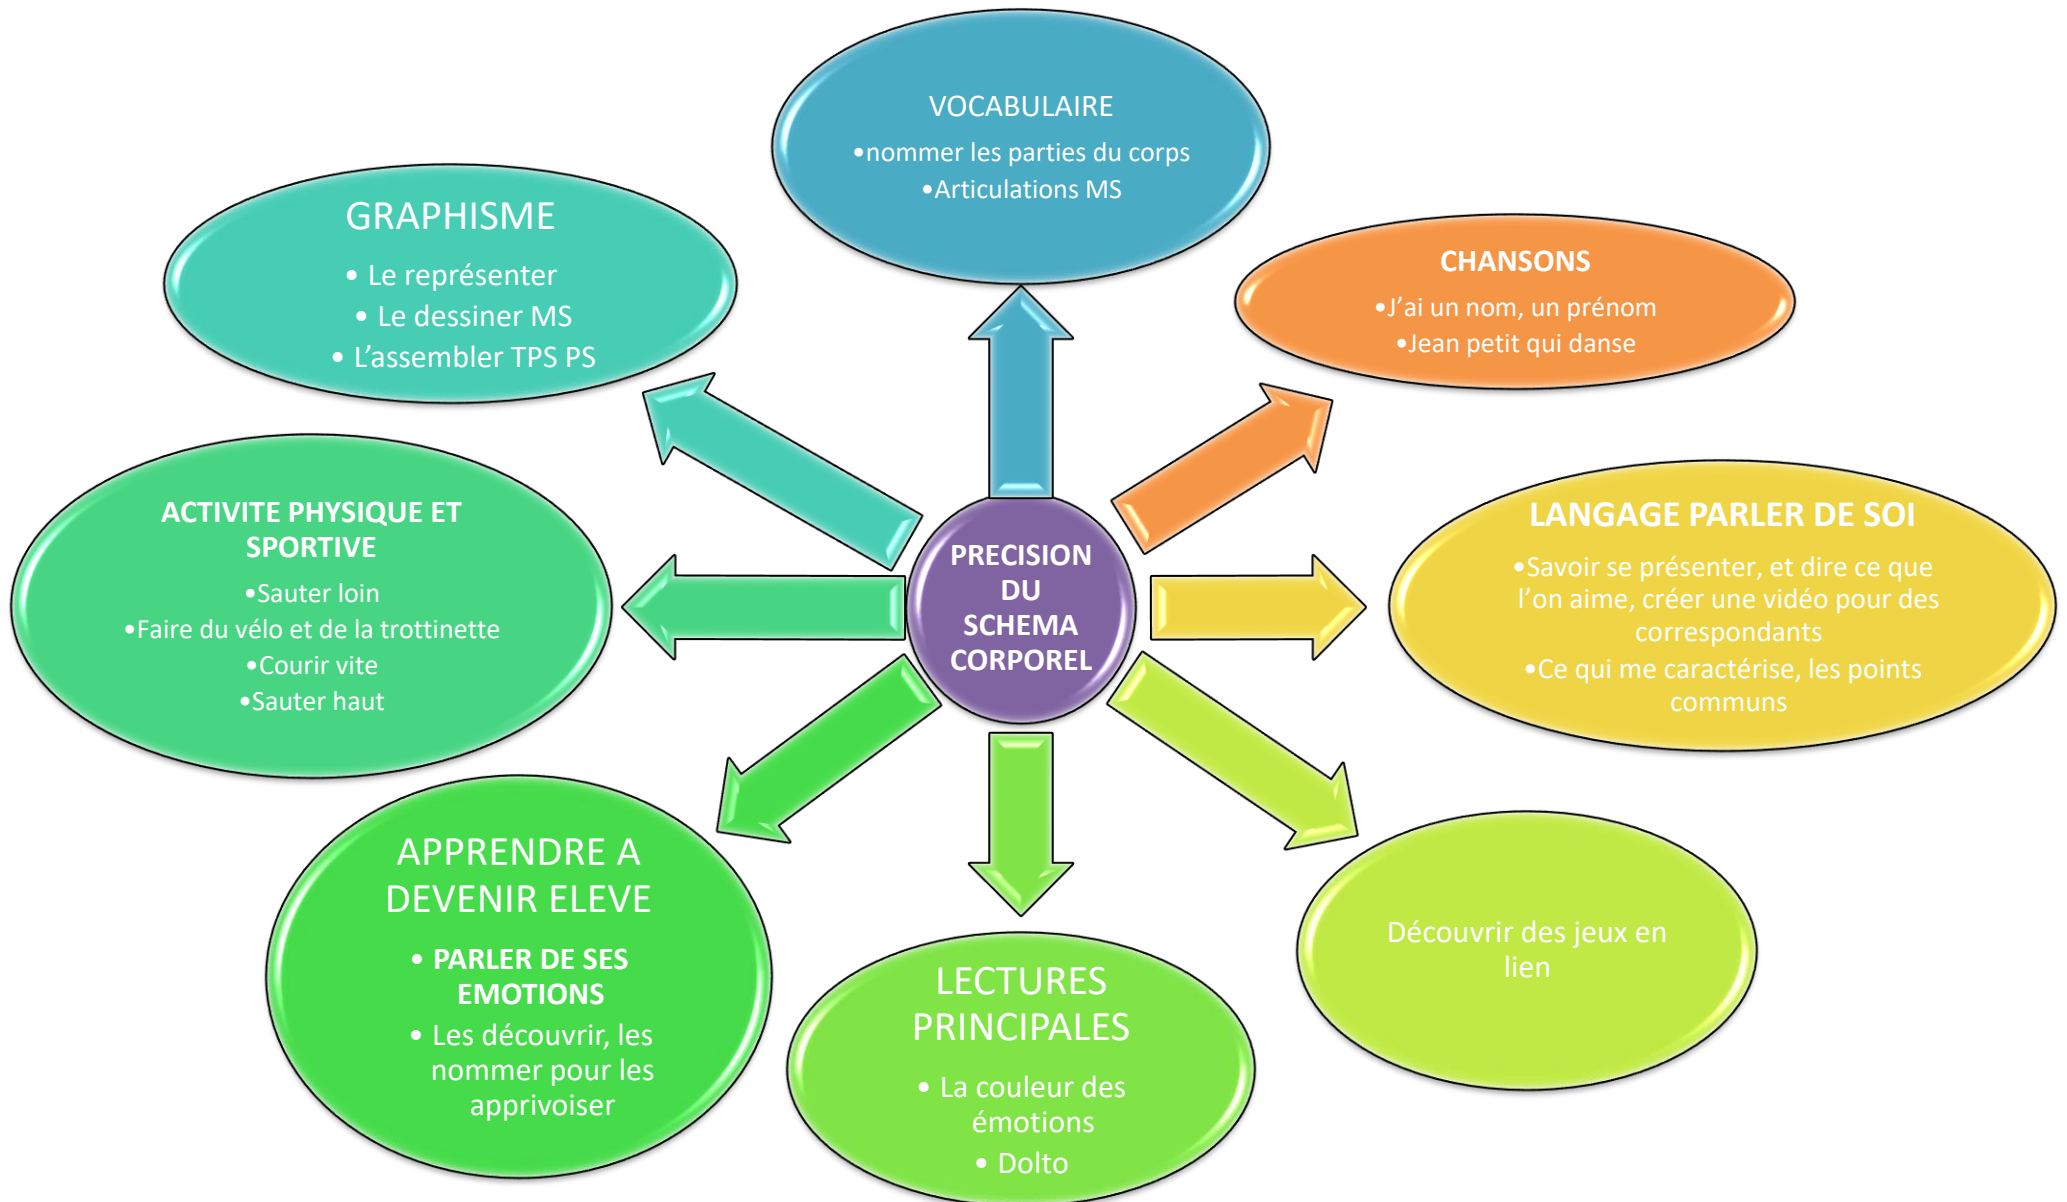 VOCABULAIRE
•nommer les parties du corps
•Articulations MS
CHANSONS
•J’ai un nom, un prénom
•Jean petit qui danse
LANGAGE PARLER DE SOI
•Savoir se présenter, et dire ce que
l’on aime, créer une vidéo pour des
correspondants
•Ce qui me caractérise, les points
communs
Découvrir des jeux en
lien
LECTURES
PRINCIPALES
• La couleur des
émotions
• Dolto
APPRENDRE A
DEVENIR ELEVE
• PARLER DE SES
EMOTIONS
• Les découvrir, les
nommer pour les
apprivoiser
ACTIVITE PHYSIQUE ET
SPORTIVE
•Sauter loin
•Faire du vélo et de la trottinette
•Courir vite
•Sauter haut
GRAPHISME
• Le représenter
• Le dessiner MS
• L’assembler TPS PS
PRECISION
DU
SCHEMA
CORPOREL